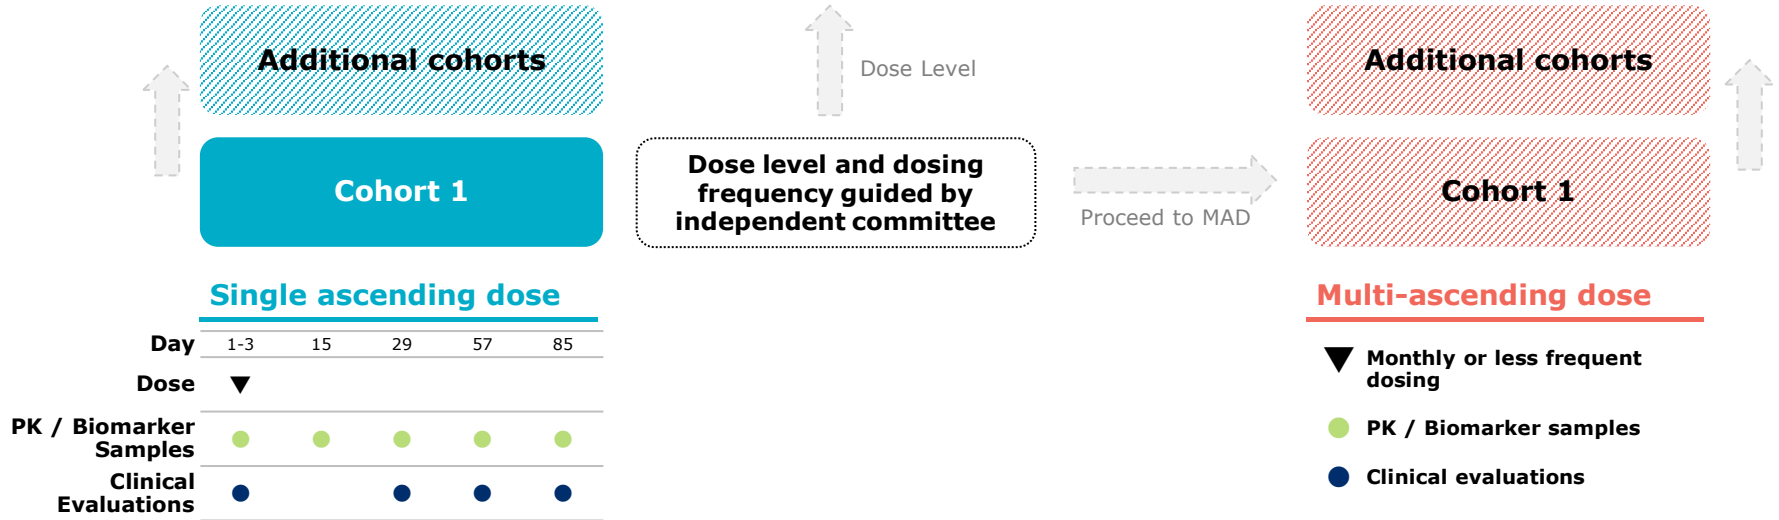 Additional cohorts
Dose Level
Additional cohorts
Cohort 1
Dose level and dosing
frequency guided by
independent committee
Proceed to MAD
Cohort 1
Single ascending dose
Day 1-3 15 29 57 85
Dose
PK / Biomarker
Samples
Clinical
Evaluations
Multi-ascending dose
Monthly or less frequent
dosing
PK / Biomarker samples
Clinical evaluations